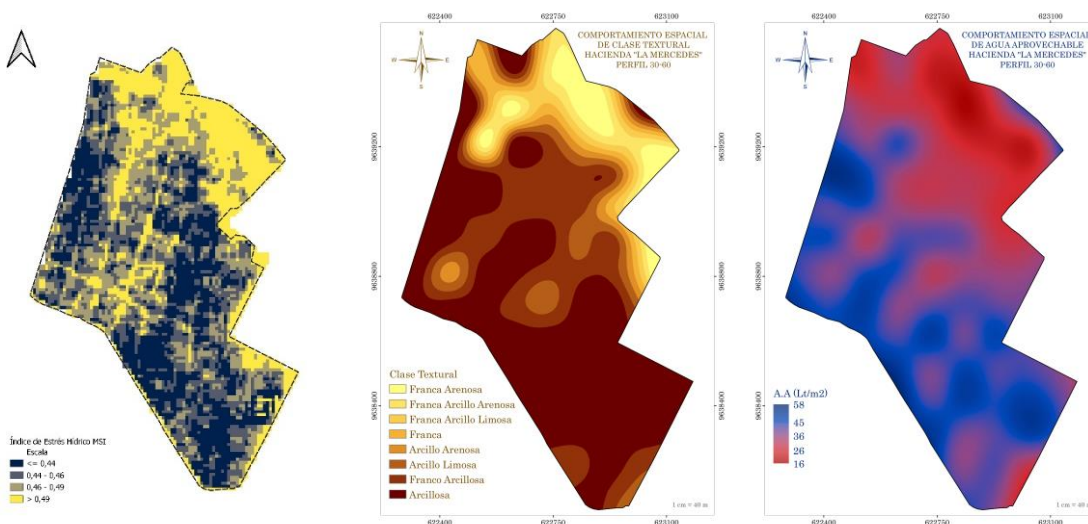 Índice de Estrés Hídrico MSI
Escala
<= 0,44
0,44 - 0,46
0,46 - 0,49
> 0,49
622400
622750
623100
COMPORTAMIENTO ESPACIAL
DE CLASE TEXTURAL
HACIENDA "LA MERCEDES"
PERFIL 30-60
N
W
E
S
9639200
9638800
9638400
Clase Textural
Franca Arenosa
Franca Arcillo Arenosa
Franca Arcillo Limosa
Franca
Arcillo Arenosa
Arcillo Limosa
Franco Arcillosa
Arcillosa
1 cm = 48 m
622400
622750
623100
622400
622750
623100
COMPORTAMIENTO ESPACIAL
DE AGUA APROVECHABLE
HACIENDA "LA MERCEDES"
PERFIL 30-60
N
W
E
S
9639200
9638800
9638400
A.A (Lt/m2)
58
45
36
26
16
1 cm = 48 m
622400
622750
623100